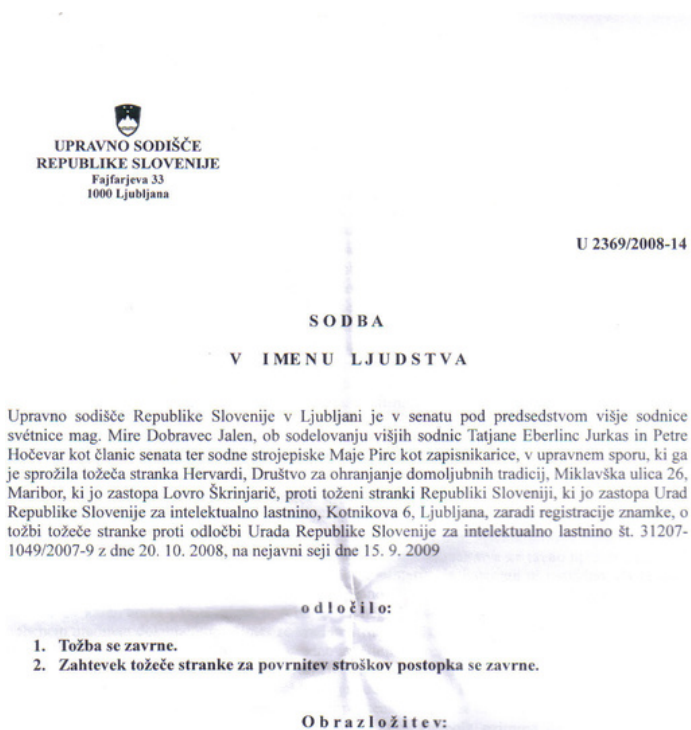 UPRAVNO SODIŠČE
REPUBLIKE SLOVENIJE
Fajfarjeva 33
1000 Ljubljana
U 2369/2008-14
S O D B A
V IMENU LJUDSTVA
Upravno sodišče Republike Slovenije v Ljubljani je v senatu pod predsedstvom višje sodnice
svétnice mag. Mire Dobravec Jalen, ob sodelovanju višjih sodnic Tatjane Eberlinc Jurkas in Petre
Hočevar kot članic senata ter sodne strojepiske Maje Pirc kot zapisnikarice, v upravnem sporu, ki ga
je sprožila tožeča stranka Hervardi, Društvo za ohranjanje domoljubnih tradicij, Miklavška ulica 26,
Maribor, ki jo zastopa Lovro Škrinjarič, proti toženi stranki Republiki Sloveniji, ki jo zastopa Urad
Republike Slovenije za intelektualno lastnino, Kotnikova 6, Ljubljana, zaradi registracije znamke, o
tožbi tožeče stranke proti odločbi Urada Republike Slovenije za intelektualno lastnino št. 31207-
1049/2007-9 z dne 20. 10. 2008, na nejavni seji dne 15. 9. 2009
o d l o č i l o:
1. Tožba se zavrne.
2. Zahtevek tožeče stranke za povrnitev stroškov postopka se zavrne.
O b r a z l o ž i t e v: